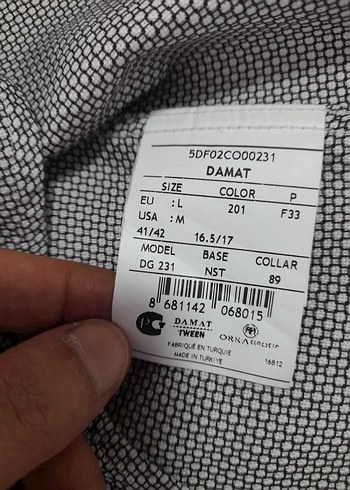 5DF02CO00231
DAMAT
SIZE COLOR P
EU : L 201 F33
USA : M
41/42 16.5/17
MODEL BASE COLLAR
DG 231 NST 89
8 681142 068015
DAMAT
TWEEN
ORKA GROUP
FABRIQUÉ EN TURQUIE
MADE IN TURKIYE
16812